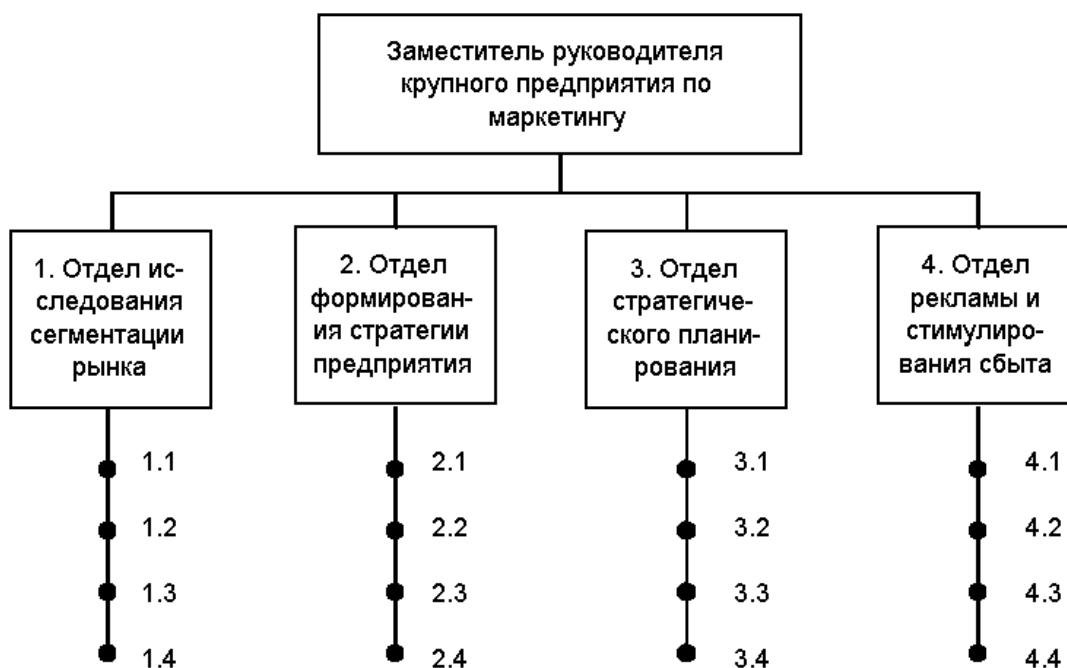 Заместитель руководителя
крупного предприятия по
маркетингу
1. Отдел ис-
следования
сегментации
рынка
2. Отдел
формирован-
ия стратегии
предприятия
3. Отдел
стратегиче-
ского плани-
рования
4. Отдел
рекламы и
стимулиро-
вания сбыта
1.1
1.2
1.3
1.4
2.1
2.2
2.3
2.4
3.1
3.2
3.3
3.4
4.1
4.2
4.3
4.4